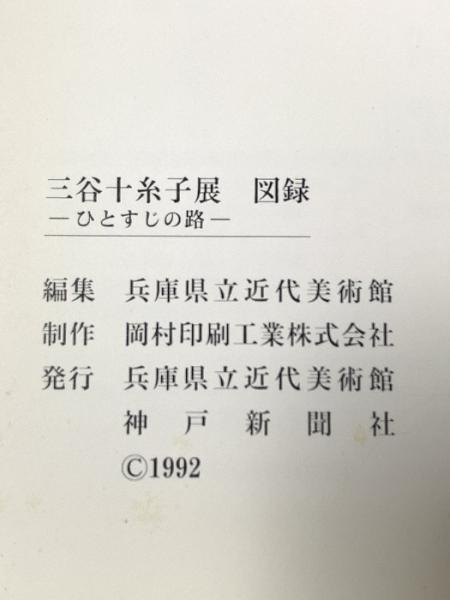 三谷十糸子展　図録
―ひとすじの路―
編集　兵庫県立近代美術館
制作　岡村印刷工業株式会社
発行　兵庫県立近代美術館
神戸新聞社
©1992